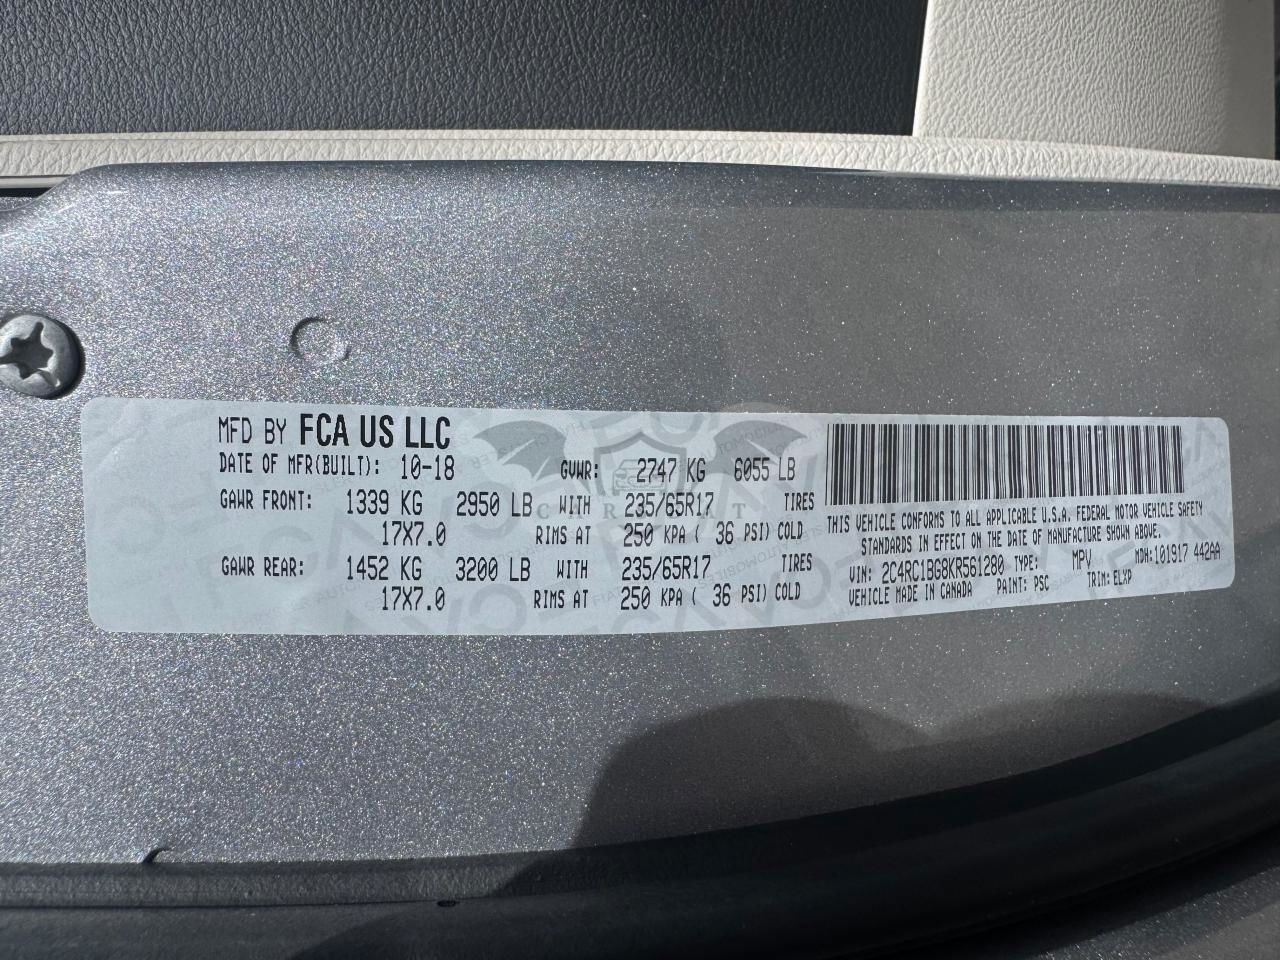 MFD BY FCA US LLC
DATE OF MFR(BUILT): 10-18 GVWR: 2747 KG 6055 LB
GAWR FRONT: 1339 KG 2950 LB WITH 235/65R17 TIRES
17X7.0 RIMS AT 250 KPA ( 36 PSI) COLD
GAWR REAR: 1452 KG 3200 LB WITH 235/65R17 TIRES
17X7.0 RIMS AT 250 KPA ( 36 PSI) COLD
THIS VEHICLE CONFORMS TO ALL APPLICABLE U.S.A. FEDERAL MOTOR VEHICLE SAFETY
STANDARDS IN EFFECT ON THE DATE OF MANUFACTURE SHOWN ABOVE.
VIN: 2C4RC1BG8KR561280 TYPE: MPV MDH:101917 442AA
VEHICLE MADE IN CANADA PAINT: PSC TRIM: ELXP